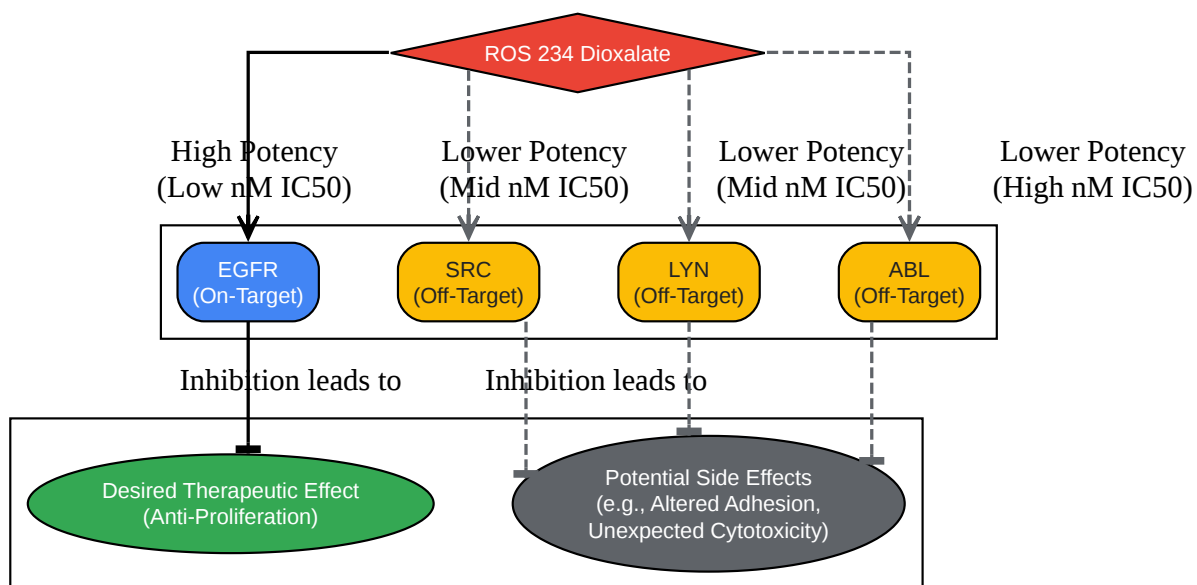 ROS 234 Dioxalate
High Potency
(Low nM IC50)
Lower Potency
(Mid nM IC50)
Lower Potency
(Mid nM IC50)
Lower Potency
(High nM IC50)
EGFR
(On-Target)
SRC
(Off-Target)
LYN
(Off-Target)
ABL
(Off-Target)
Inhibition leads to
Inhibition leads to
Desired Therapeutic Effect
(Anti-Proliferation)
Potential Side Effects
(e.g., Altered Adhesion,
Unexpected Cytotoxicity)